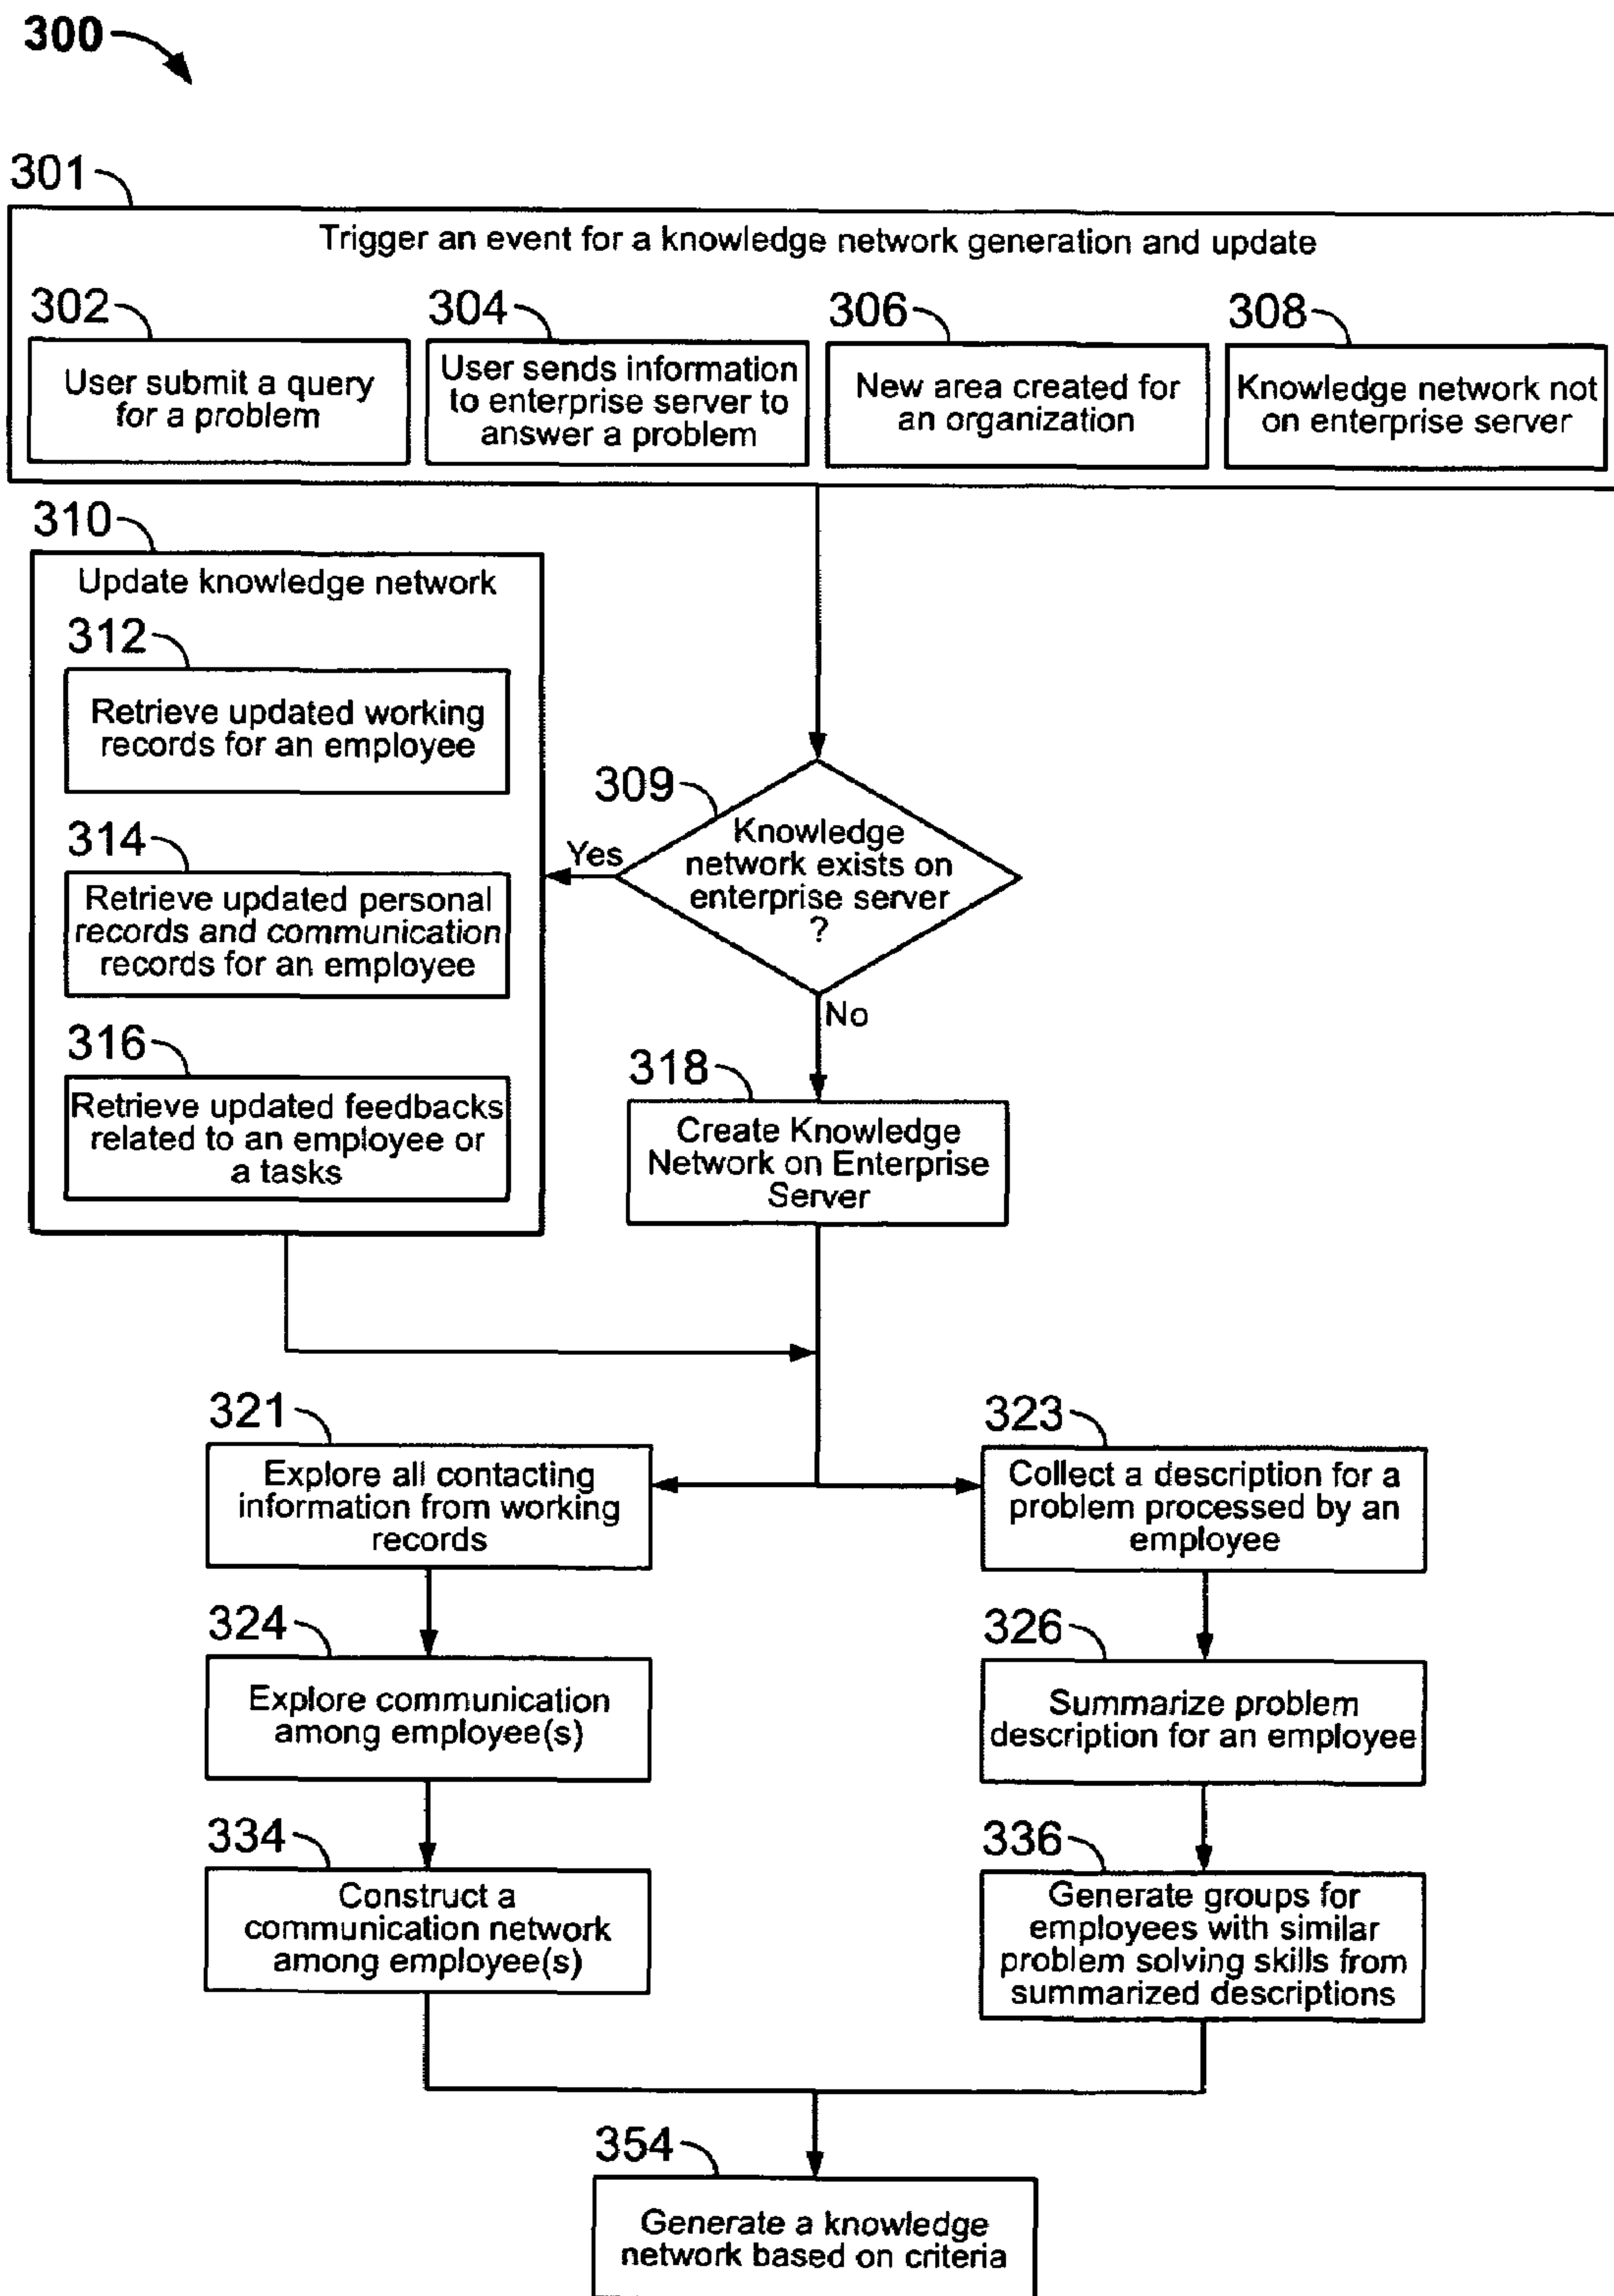 300
301
Trigger an event for a knowledge network generation and update
302
User submit a query
for a problem
304
User sends information
to enterprise server to
answer a problem
306
New area created for
an organization
308
Knowledge network not
on enterprise server
310
Update knowledge network
312
Retrieve updated working
records for an employee
314
Retrieve updated personal
records and communication
records for an employee
316
Retrieve updated feedbacks
related to an employee or
a tasks
309
Knowledge
network exists on
enterprise server
?
Yes
No
318
Create Knowledge
Network on Enterprise
Server
321
Explore all contacting
information from working
records
323
Collect a description for a
problem processed by an
employee
324
Explore communication
among employee(s)
326
Summarize problem
description for an employee
334
Construct a
communication network
among employee(s)
336
Generate groups for
employees with similar
problem solving skills from
summarized descriptions
354
Generate a knowledge
network based on criteria